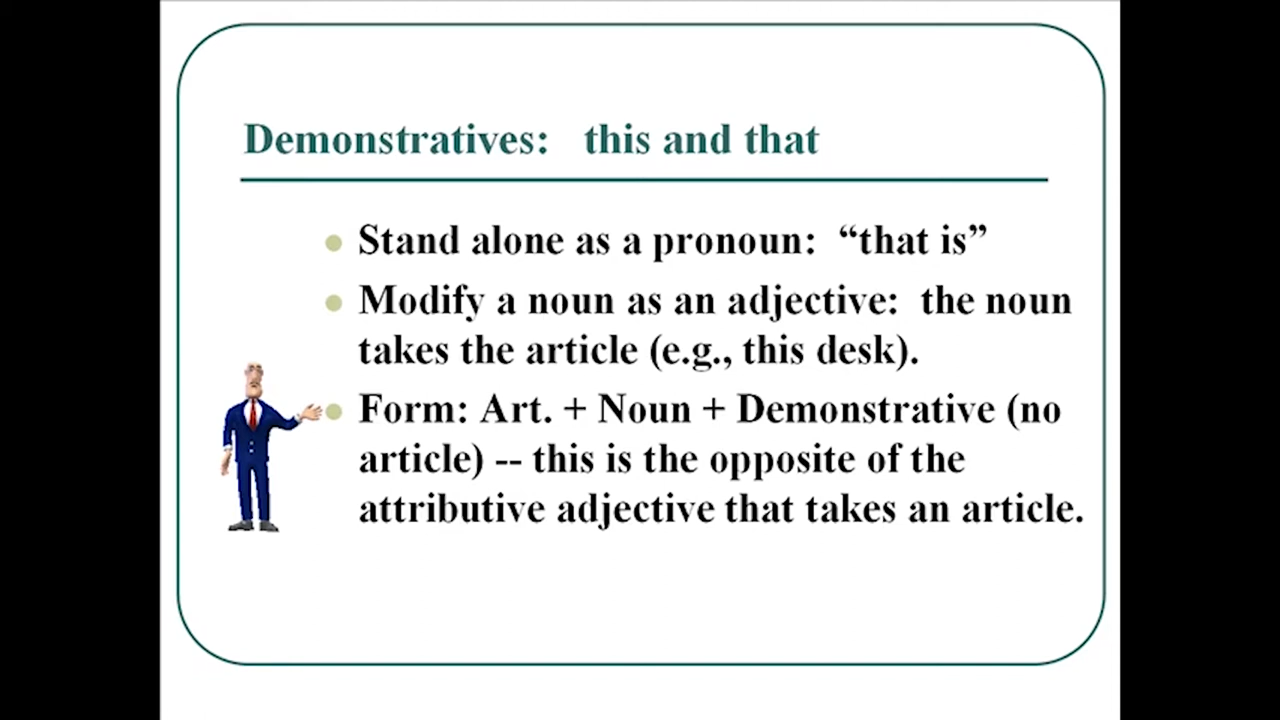 Demonstratives: this and that
Stand alone as a pronoun: “that is”
Modify a noun as an adjective: the noun
takes the article (e.g., this desk).
Form: Art. + Noun + Demonstrative (no
article) -- this is the opposite of the
attributive adjective that takes an article.